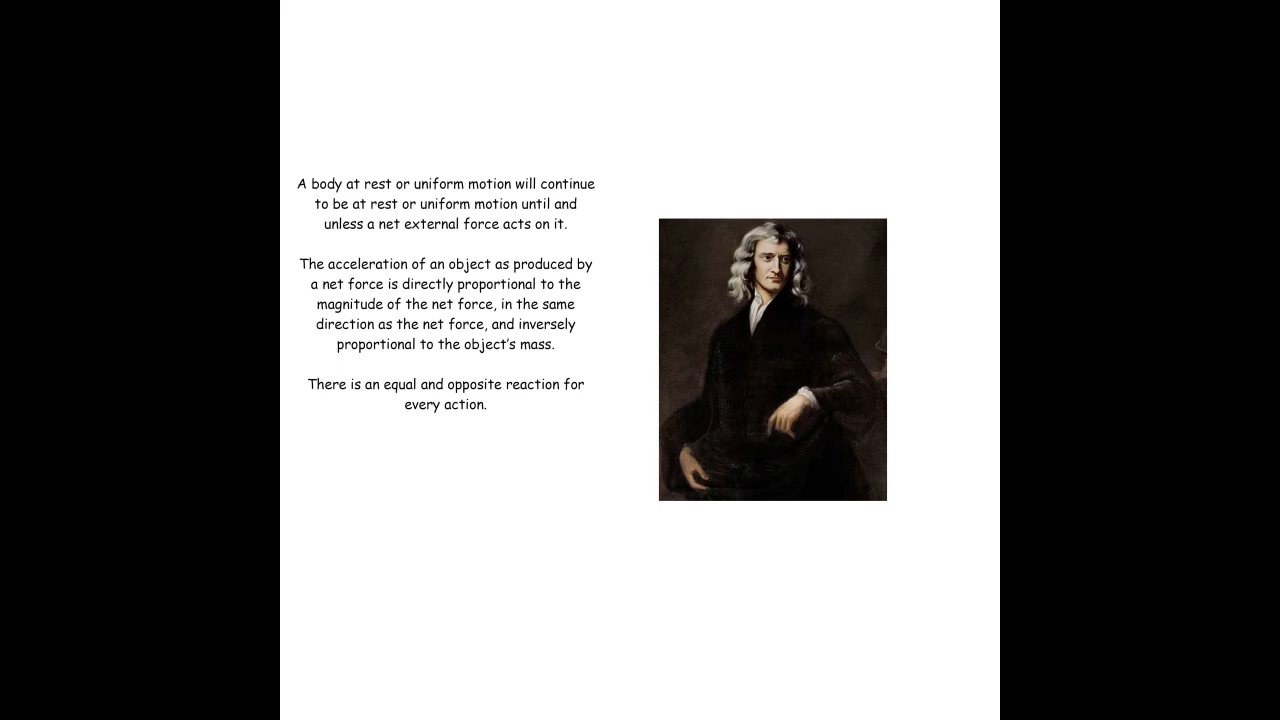 A body at rest or uniform motion will continue
to be at rest or uniform motion until and
unless a net external force acts on it.
The acceleration of an object as produced by
a net force is directly proportional to the
magnitude of the net force, in the same
direction as the net force, and inversely
proportional to the object's mass.
There is an equal and opposite reaction for
every action.